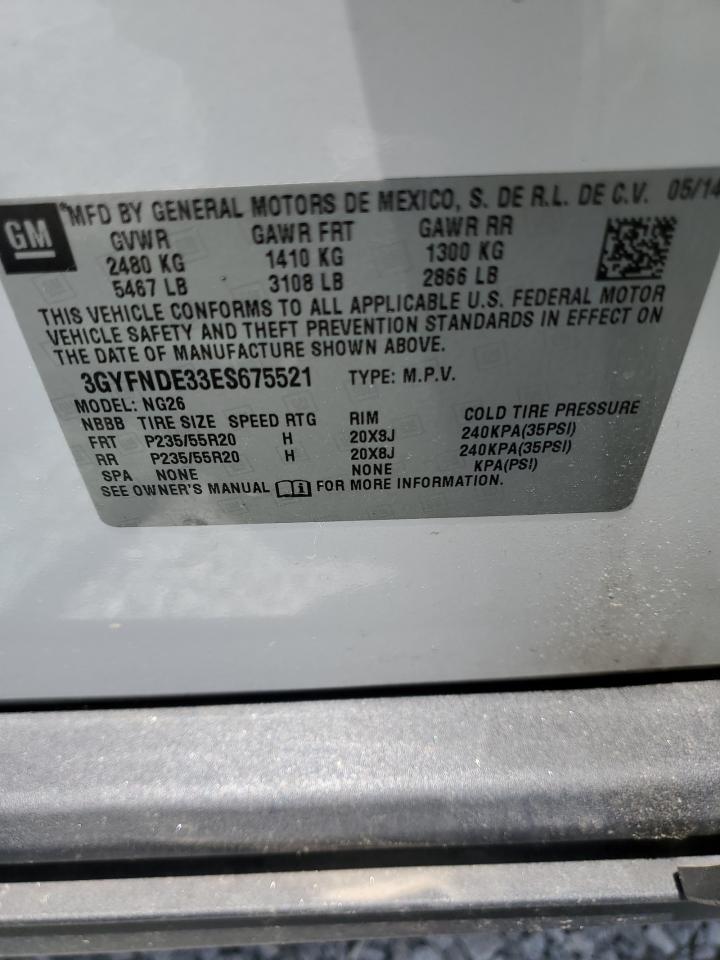 GM
MFD BY GENERAL MOTORS DE MEXICO, S. DE R.L. DE C.V. 05/14
GVWR GAWR FRT GAWR RR
2480 KG 1410 KG 1300 KG
5467 LB 3108 LB 2866 LB
THIS VEHICLE CONFORMS TO ALL APPLICABLE U.S. FEDERAL MOTOR
VEHICLE SAFETY AND THEFT PREVENTION STANDARDS IN EFFECT ON
THE DATE OF MANUFACTURE SHOWN ABOVE.
3GYFNDE33ES675521 TYPE: M.P.V.
MODEL: NG26
NBBB TIRE SIZE SPEED RTG RIM COLD TIRE PRESSURE
FRT P235/55R20 H 20X8J 240KPA(35PSI)
RR P235/55R20 H 20X8J 240KPA(35PSI)
SPA NONE NONE KPA(PSI)
SEE OWNER'S MANUAL FOR MORE INFORMATION.